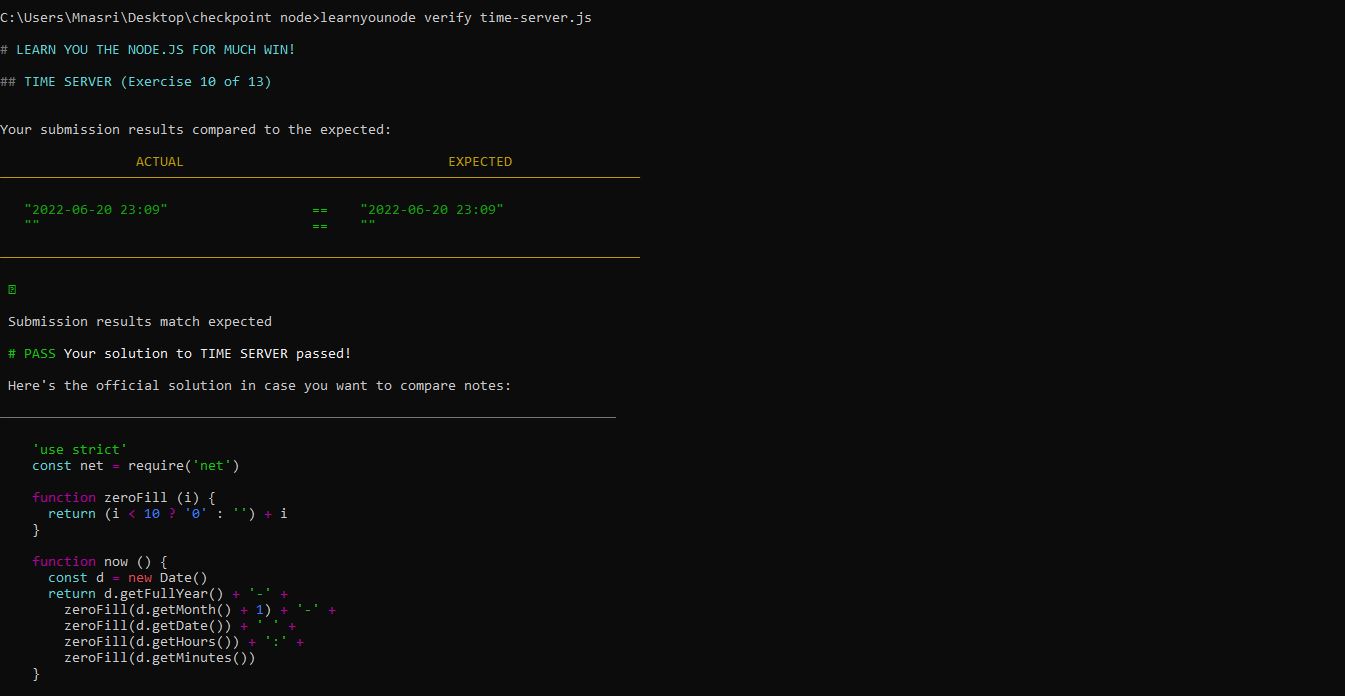 C:\Users\Mnasri\Desktop\checkpoint node>learnyounode verify time-server.js
# LEARN YOU THE NODE.JS FOR MUCH WIN!
## TIME SERVER (Exercise 10 of 13)
Your submission results compared to the expected:
ACTUAL EXPECTED
"2022-06-20 23:09" == "2022-06-20 23:09"
"" == ""
Submission results match expected
# PASS Your solution to TIME SERVER passed!
Here's the official solution in case you want to compare notes:
'use strict'
const net = require('net')
function zeroFill (i) {
return (i < 10 ? '0' : '') + i
}
function now () {
const d = new Date()
return d.getFullYear() + '-' +
zeroFill(d.getMonth() + 1) + '-' +
zeroFill(d.getDate()) + ' ' +
zeroFill(d.getHours()) + ':' +
zeroFill(d.getMinutes())
}